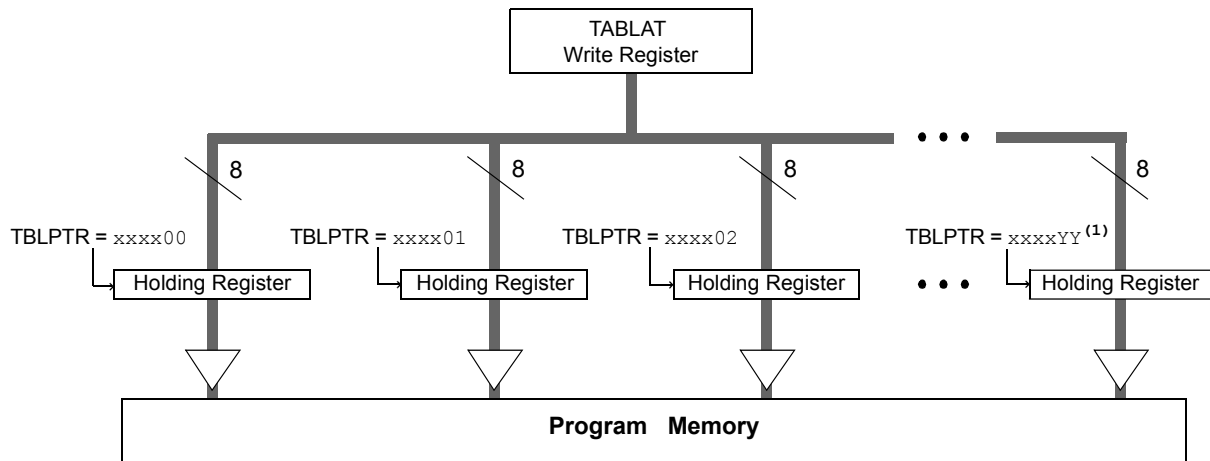 TABLAT
Write Register
8 8 8 8
TBLPTR = xxxx00 TBLPTR = xxxx01 TBLPTR = xxxx02 TBLPTR = xxxxYY(1)
Holding Register Holding Register Holding Register • • • Holding Register
Program Memory